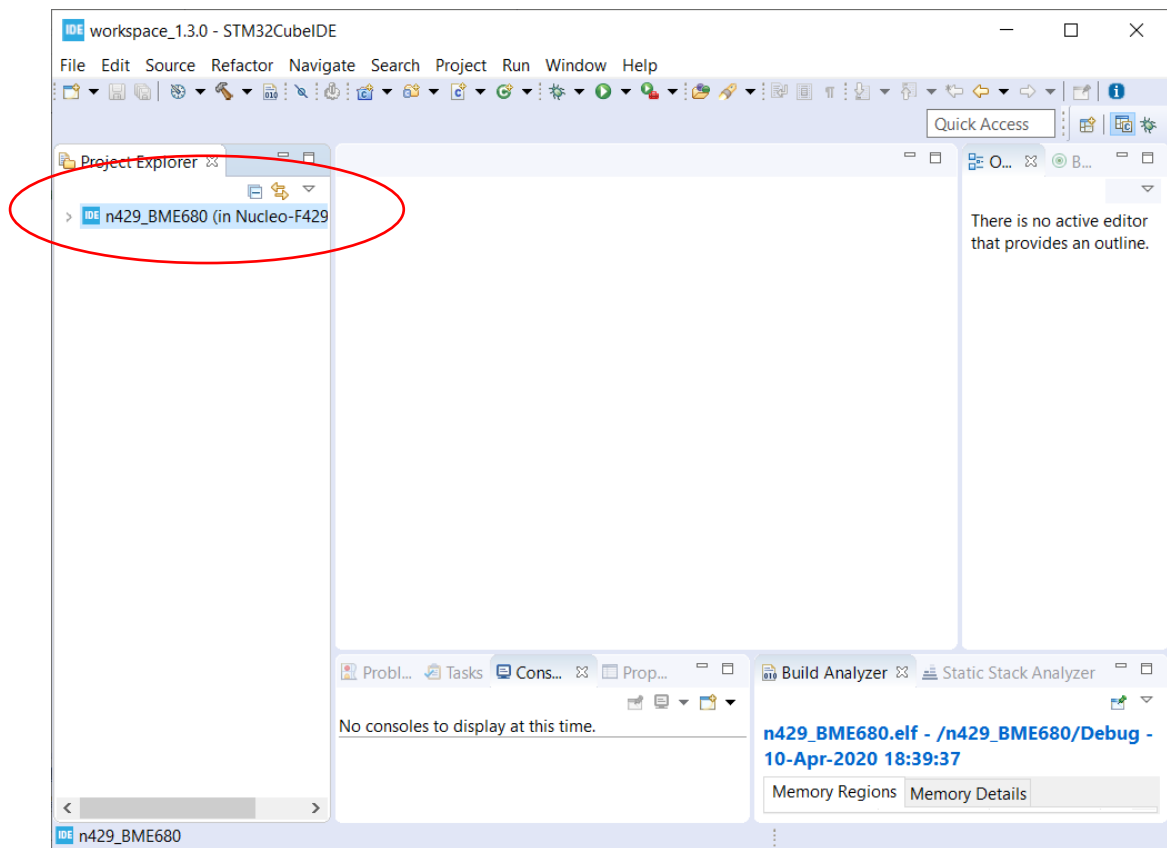 IDE workspace_1.3.0 - STM32CubeIDE
File Edit Source Refactor Navigate Search Project Run Window Help
Quick Access
Project Explorer
IDE n429_BME680 (in Nucleo-F429
O...
B...
There is no active editor
that provides an outline.
Probl... Tasks Cons... Prop...
No consoles to display at this time.
Build Analyzer Static Stack Analyzer
n429_BME680.elf - /n429_BME680/Debug -
10-Apr-2020 18:39:37
Memory Regions Memory Details
IDE n429_BME680